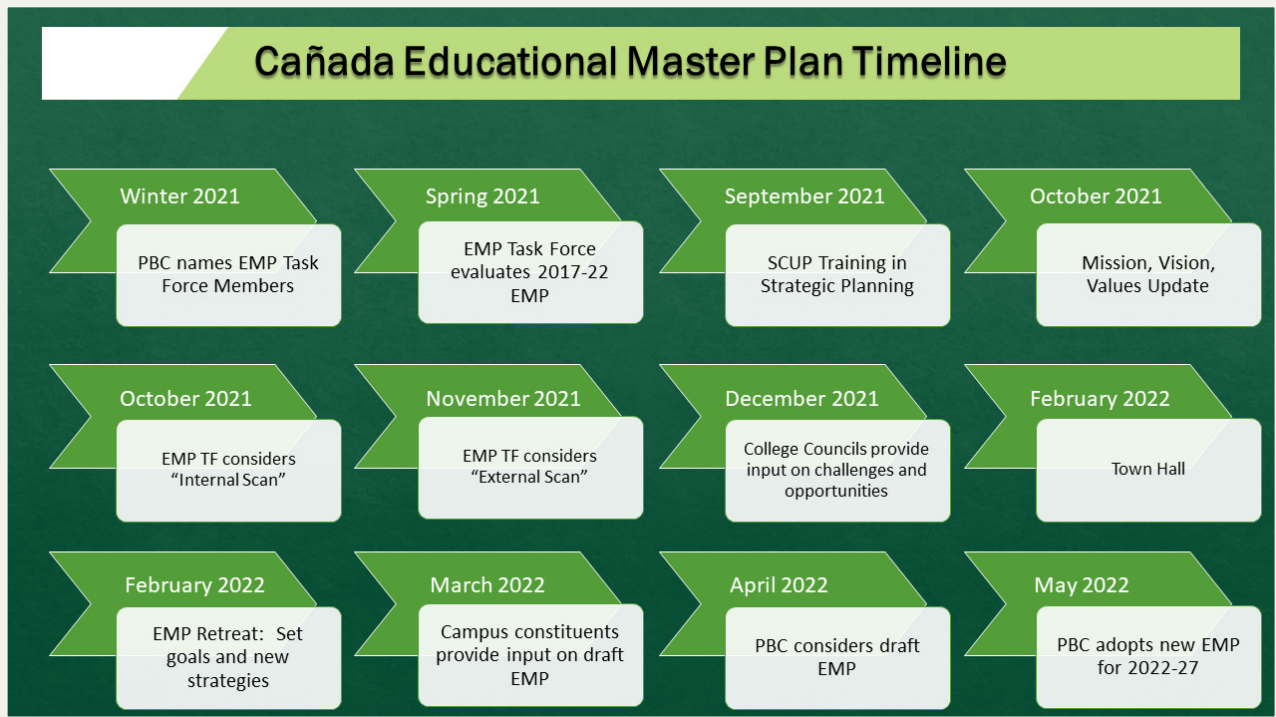 Cañada Educational Master Plan Timeline
Winter 2021
PBC names EMP Task
Force Members
Spring 2021
EMP Task Force
evaluates 2017-22
EMP
September 2021
SCUP Training in
Strategic Planning
October 2021
Mission, Vision,
Values Update
October 2021
EMP TF considers
“Internal Scan”
November 2021
EMP TF considers
“External Scan”
December 2021
College Councils provide
input on challenges and
opportunities
February 2022
Town Hall
February 2022
EMP Retreat: Set
goals and new
strategies
March 2022
Campus constituents
provide input on draft
EMP
April 2022
PBC considers draft
EMP
May 2022
PBC adopts new EMP
for 2022-27